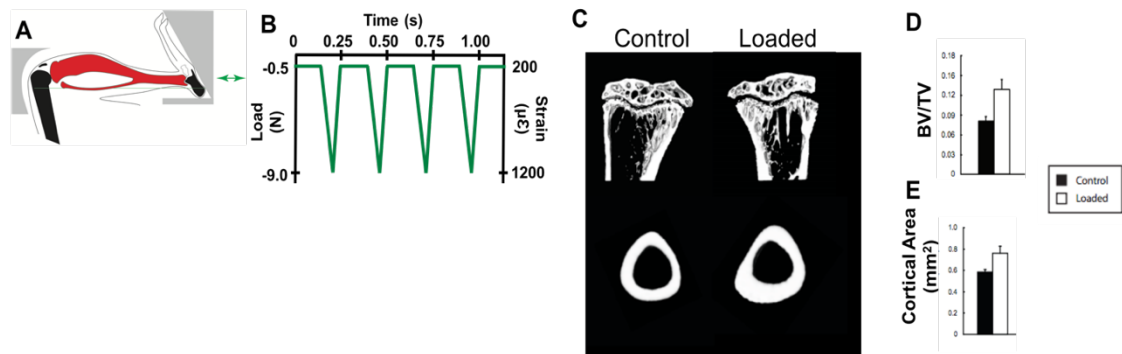 A
B
Time (s)
0 0.25 0.50 0.75 1.00
-0.5
200
Load
(N)
Strain
(µƐ)
-9.0
1200
C
Control
Loaded
D
BV/TV
0.18
0.15
0.12
0.09
0.06
0.03
0
E
Cortical Area
(mm²)
1.0
0.8
0.6
0.4
0.2
0
Control
Loaded